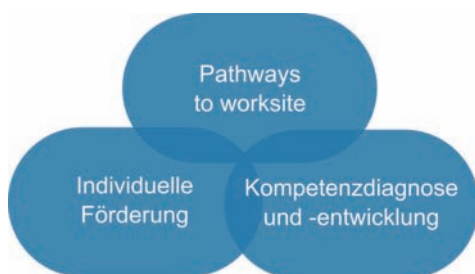 Pathways
to worksite
Individuelle
Förderung
Kompetenzdiagnose
und -entwicklung